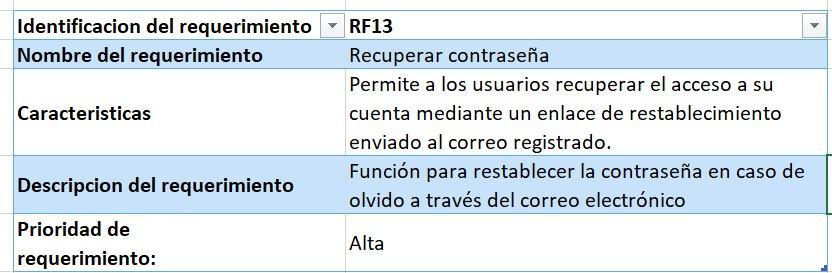 Identificacion del requerimiento RF13
Nombre del requerimiento Recuperar contraseña
Caracteristicas
Permite a los usuarios recuperar el acceso a su
cuenta mediante un enlace de restablecimiento
enviado al correo registrado.
Descripcion del requerimiento
Función para restablecer la contraseña en caso de
olvido a través del correo electrónico
Prioridad de
requerimiento:
Alta